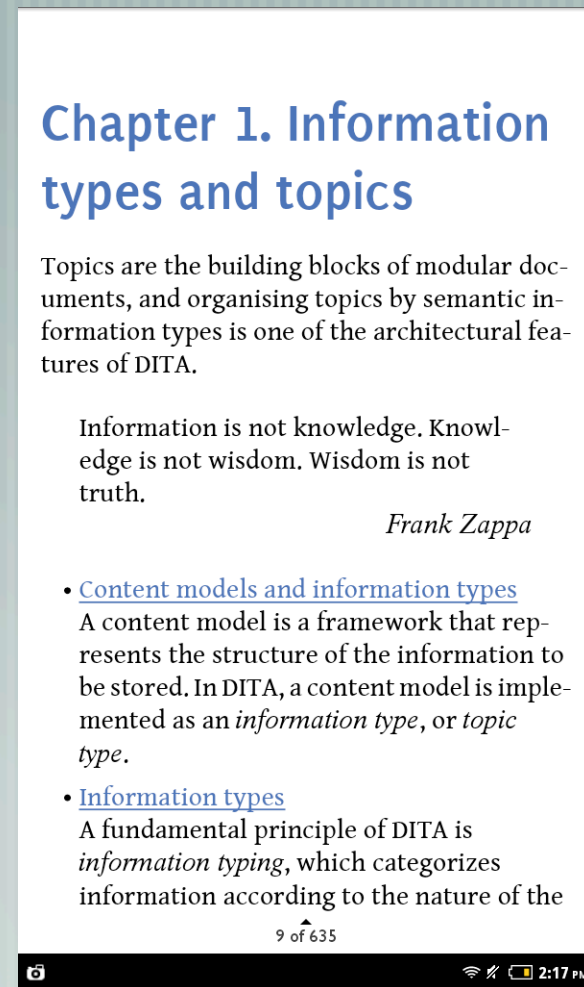 Chapter 1. Information
types and topics
Topics are the building blocks of modular doc-
uments, and organising topics by semantic in-
formation types is one of the architectural fea-
tures of DITA.
Information is not knowledge. Knowl-
edge is not wisdom. Wisdom is not
truth.
Frank Zappa
• Content models and information types
A content model is a framework that rep-
resents the structure of the information to
be stored. In DITA, a content model is imple-
mented as an information type, or topic
type.
• Information types
A fundamental principle of DITA is
information typing, which categorizes
information according to the nature of the
9 of 635
2:17 PM